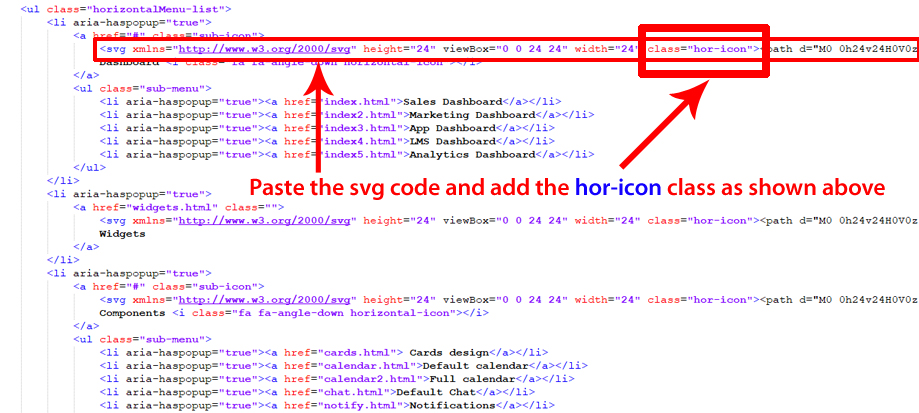 <ul class="horizontalMenu-list">
<li aria-haspopup="true">
<a href="#" class="sub-icon">
<svg xmlns="http://www.w3.org/2000/svg" height="24" viewBox="0 0 24 24" width="24" class="hor-icon"><path d="M0 0h24v24H0V0z
Dashboard <i class="fa fa-angle-down horizontal-icon"></i>
</a>
<ul class="sub-menu">
<li aria-haspopup="true"><a href="index.html">Sales Dashboard</a></li>
<li aria-haspopup="true"><a href="index2.html">Marketing Dashboard</a></li>
<li aria-haspopup="true"><a href="index3.html">App Dashboard</a></li>
<li aria-haspopup="true"><a href="index4.html">LMS Dashboard</a></li>
<li aria-haspopup="true"><a href="index5.html">Analytics Dashboard</a></li>
</ul>
</li>
Paste the svg code and add the hor-icon class as shown above
<li aria-haspopup="true">
<a href="widgets.html" class="">
<svg xmlns="http://www.w3.org/2000/svg" height="24" viewBox="0 0 24 24" width="24" class="hor-icon"><path d="M0 0h24v24H0V0z
Widgets
</a>
</li>
<li aria-haspopup="true">
<a href="#" class="sub-icon">
<svg xmlns="http://www.w3.org/2000/svg" height="24" viewBox="0 0 24 24" width="24" class="hor-icon"><path d="M0 0h24v24H0V0z
Components <i class="fa fa-angle-down horizontal-icon"></i>
</a>
<ul class="sub-menu">
<li aria-haspopup="true"><a href="cards.html"> Cards design</a></li>
<li aria-haspopup="true"><a href="calendar.html">Default calendar</a></li>
<li aria-haspopup="true"><a href="calendar2.html">Full calendar</a></li>
<li aria-haspopup="true"><a href="chat.html">Default Chat</a></li>
<li aria-haspopup="true"><a href="notify.html">Notifications</a></li>